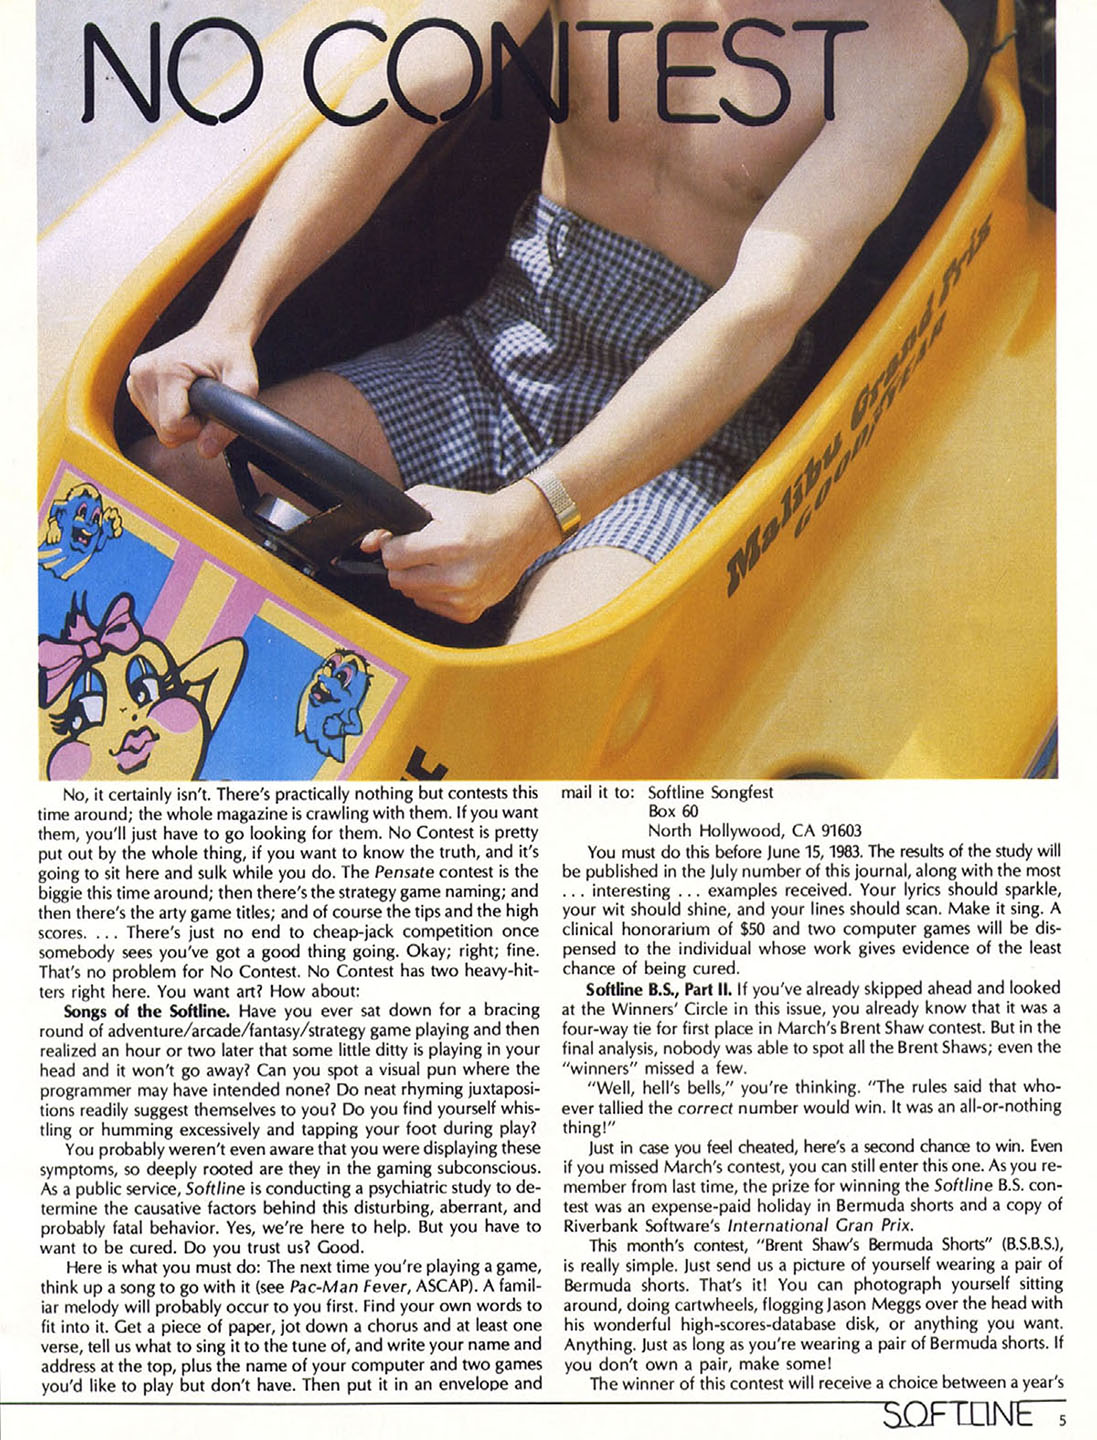 NO CONTEST
Malibu Grand Prix
GOODYEAR
No, it certainly isn't. There's practically nothing but contests this
time around; the whole magazine is crawling with them. If you want
them, you'll just have to go looking for them. No Contest is pretty
put out by the whole thing, if you want to know the truth, and it's
going to sit here and sulk while you do. The Pensate contest is the
biggie this time around; then there's the strategy game naming; and
then there's the arty game titles; and of course the tips and the high
scores. . . . There's just no end to cheap-jack competition once
somebody sees you've got a good thing going. Okay; right; fine.
That's no problem for No Contest. No Contest has two heavy-hit-
ters right here. You want art? How about:
Songs of the Softline. Have you ever sat down for a bracing
round of adventure/arcade/fantasy/strategy game playing and then
realized an hour or two later that some little ditty is playing in your
head and it won't go away? Can you spot a visual pun where the
programmer may have intended none? Do neat rhyming juxtaposi-
tions readily suggest themselves to you? Do you find yourself whis-
tling or humming excessively and tapping your foot during play?
You probably weren't even aware that you were displaying these
symptoms, so deeply rooted are they in the gaming subconscious.
As a public service, Softline is conducting a psychiatric study to de-
termine the causative factors behind this disturbing, aberrant, and
probably fatal behavior. Yes, we're here to help. But you have to
want to be cured. Do you trust us? Good.
Here is what you must do: The next time you're playing a game,
think up a song to go with it (see Pac-Man Fever, ASCAP). A famil-
iar melody will probably occur to you first. Find your own words to
fit into it. Get a piece of paper, jot down a chorus and at least one
verse, tell us what to sing it to the tune of, and write your name and
address at the top, plus the name of your computer and two games
you'd like to play but don't have. Then put it in an envelope and
mail it to: Softline Songfest
Box 60
North Hollywood, CA 91603
You must do this before June 15, 1983. The results of the study will
be published in the July number of this journal, along with the most
. . . interesting . . . examples received. Your lyrics should sparkle,
your wit should shine, and your lines should scan. Make it sing. A
clinical honorarium of $50 and two computer games will be dis-
pensed to the individual whose work gives evidence of the least
chance of being cured.
Softline B.S., Part II. If you've already skipped ahead and looked
at the Winners' Circle in this issue, you already know that it was a
four-way tie for first place in March's Brent Shaw contest. But in the
final analysis, nobody was able to spot all the Brent Shaws; even the
"winners" missed a few.
"Well, hell's bells," you're thinking. "The rules said that who-
ever tallied the correct number would win. It was an all-or-nothing
thing!"
Just in case you feel cheated, here's a second chance to win. Even
if you missed March's contest, you can still enter this one. As you re-
member from last time, the prize for winning the Softline B.S. con-
test was an expense-paid holiday in Bermuda shorts and a copy of
Riverbank Software's International Gran Prix.
This month's contest, "Brent Shaw's Bermuda Shorts" (B.S.B.S.),
is really simple. Just send us a picture of yourself wearing a pair of
Bermuda shorts. That's it! You can photograph yourself sitting
around, doing cartwheels, flogging Jason Meggs over the head with
his wonderful high-scores-database disk, or anything you want.
Anything. Just as long as you're wearing a pair of Bermuda shorts. If
you don't own a pair, make some!
The winner of this contest will receive a choice between a year's
SOFTLINE 5